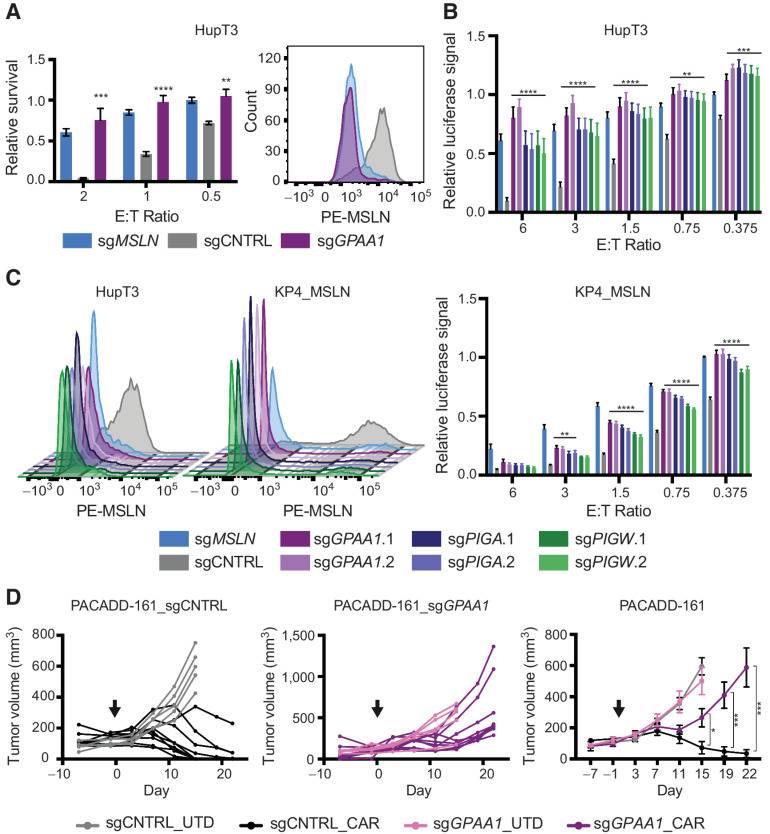 A
HupT3
Relative survival
1.5
1.0
0.5
0.0
***
****
**
2
1
0.5
E:T Ratio
Count
120
90
60
30
0
–10³ 0 10³ 10⁴ 10⁵
PE-MSLN
sgMSLN sgCNTRL sgGPAA1
B
HupT3
Relative luciferase signal
1.5
1.0
0.5
0.0
****
****
****
**
***
6 3 1.5 0.75 0.375
E:T Ratio
C
HupT3
–10³ 0 10³ 10⁴ 10⁵
PE-MSLN
KP4_MSLN
–10³ 0 10³ 10⁴ 10⁵
PE-MSLN
KP4_MSLN
Relative luciferase signal
1.5
1.0
0.5
0.0
**
****
****
****
6 3 1.5 0.75 0.375
E:T Ratio
sgMSLN sgGPAA1.1 sgPIGA.1 sgPIGW.1
sgCNTRL sgGPAA1.2 sgPIGA.2 sgPIGW.2
D
PACADD-161_sgCNTRL
Tumor volume (mm³)
800
600
400
200
0
–10 0 10 20
Day
PACADD-161_sgGPAA1
Tumor volume (mm³)
1,500
1,000
500
0
–10 0 10 20
Day
PACADD-161
Tumor volume (mm³)
800
600
400
200
0
*
***
***
–7 –1 3 7 11 15 19 22
Day
sgCNTRL_UTD sgCNTRL_CAR sgGPAA1_UTD sgGPAA1_CAR